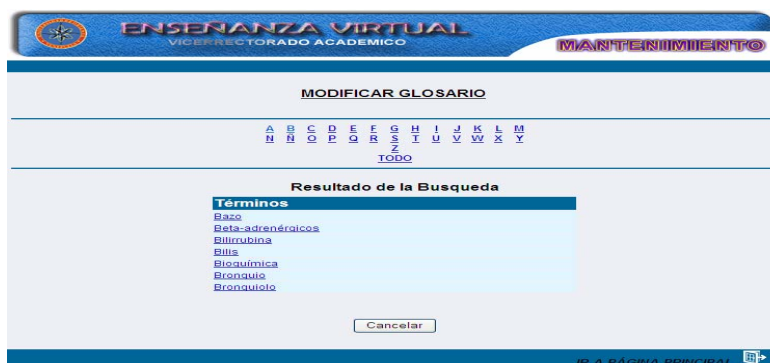 ENSEÑANZA VIRTUAL
VICERRECTORADO ACADEMICO
MANTENIMIENTO
MODIFICAR GLOSARIO
A B C D E F G H I J K L M
N Ñ O P Q R S T U V W X Y
Z
TODO
Resultado de la Busqueda
Términos
Bazo
Beta-adrenérgicos
Bilirrubina
Bilis
Bioquímica
Bronquio
Bronquiolo
Cancelar
IR A PÁGINA PRINCIPAL